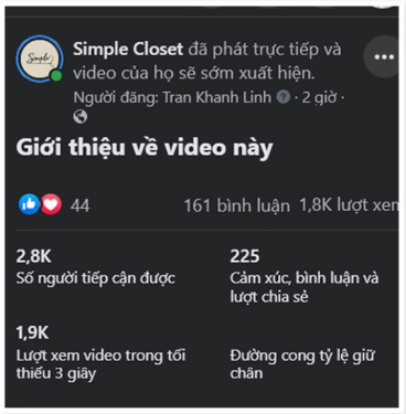 Simple
Simple Closet đã phát trực tiếp và
video của họ sẽ sớm xuất hiện.
Người đăng: Tran Khanh Linh · 2 giờ ·
Giới thiệu về video này
44 161 bình luận 1,8K lượt xem
2,8K 225
Số người tiếp cận được Cảm xúc, bình luận và
lượt chia sẻ
1,9K
Lượt xem video trong tối Đường cong tỷ lệ giữ
thiểu 3 giây chân